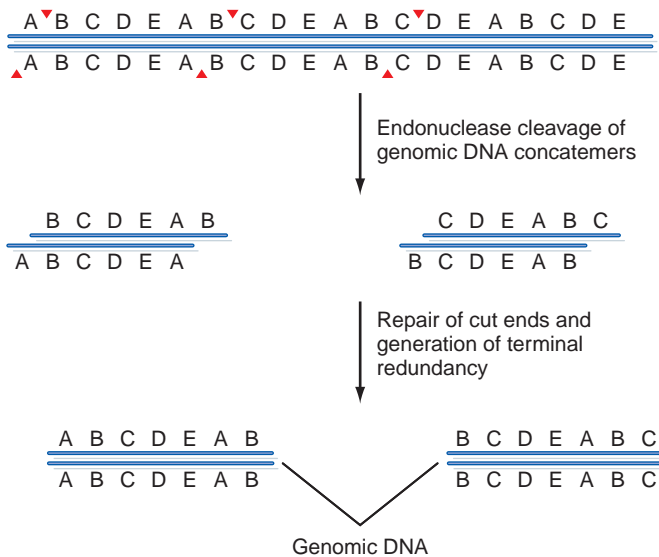 A B C D E A B C D E A B C D E A B C D E
A B C D E A B C D E A B C D E A B C D E
Endonuclease cleavage of
genomic DNA concatemers
B C D E A B
A B C D E A
C D E A B C
B C D E A B
Repair of cut ends and
generation of terminal
redundancy
A B C D E A B
A B C D E A B
B C D E A B C
B C D E A B C
Genomic DNA